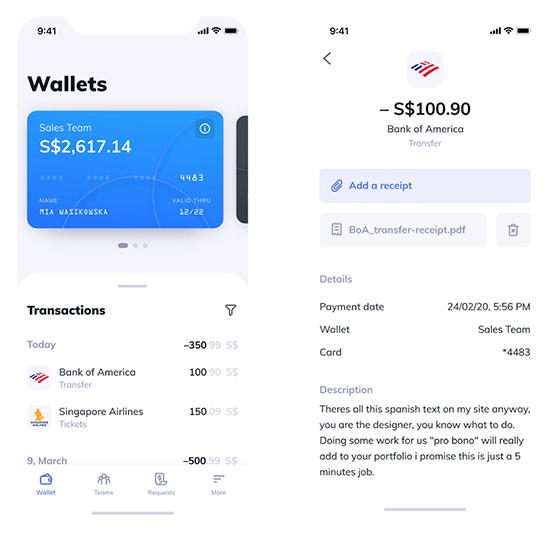 9:41
Wallets
Sales Team
S$2,617.14
4483
NAME
VALID THRU
MIA WASIKOWSKA
12/22
Transactions
Today
–350.99 S$
Bank of America
100.90 S$
Transfer
Singapore Airlines
150.09 S$
Tickets
SINGAPORE AIRLINES
9, March
–500.99 S$
Wallet
Teams
Requests
More
9:41
– S$100.90
Bank of America
Transfer
Add a receipt
BoA_transfer-receipt.pdf
Details
Payment date
24/02/20, 5:56 PM
Wallet
Sales Team
Card
*4483
Description
Theres all this spanish text on my site anyway,
you are the designer, you know what to do.
Doing some work for us "pro bono" will really
add to your portfolio i promise this is just a 5
minutes job.